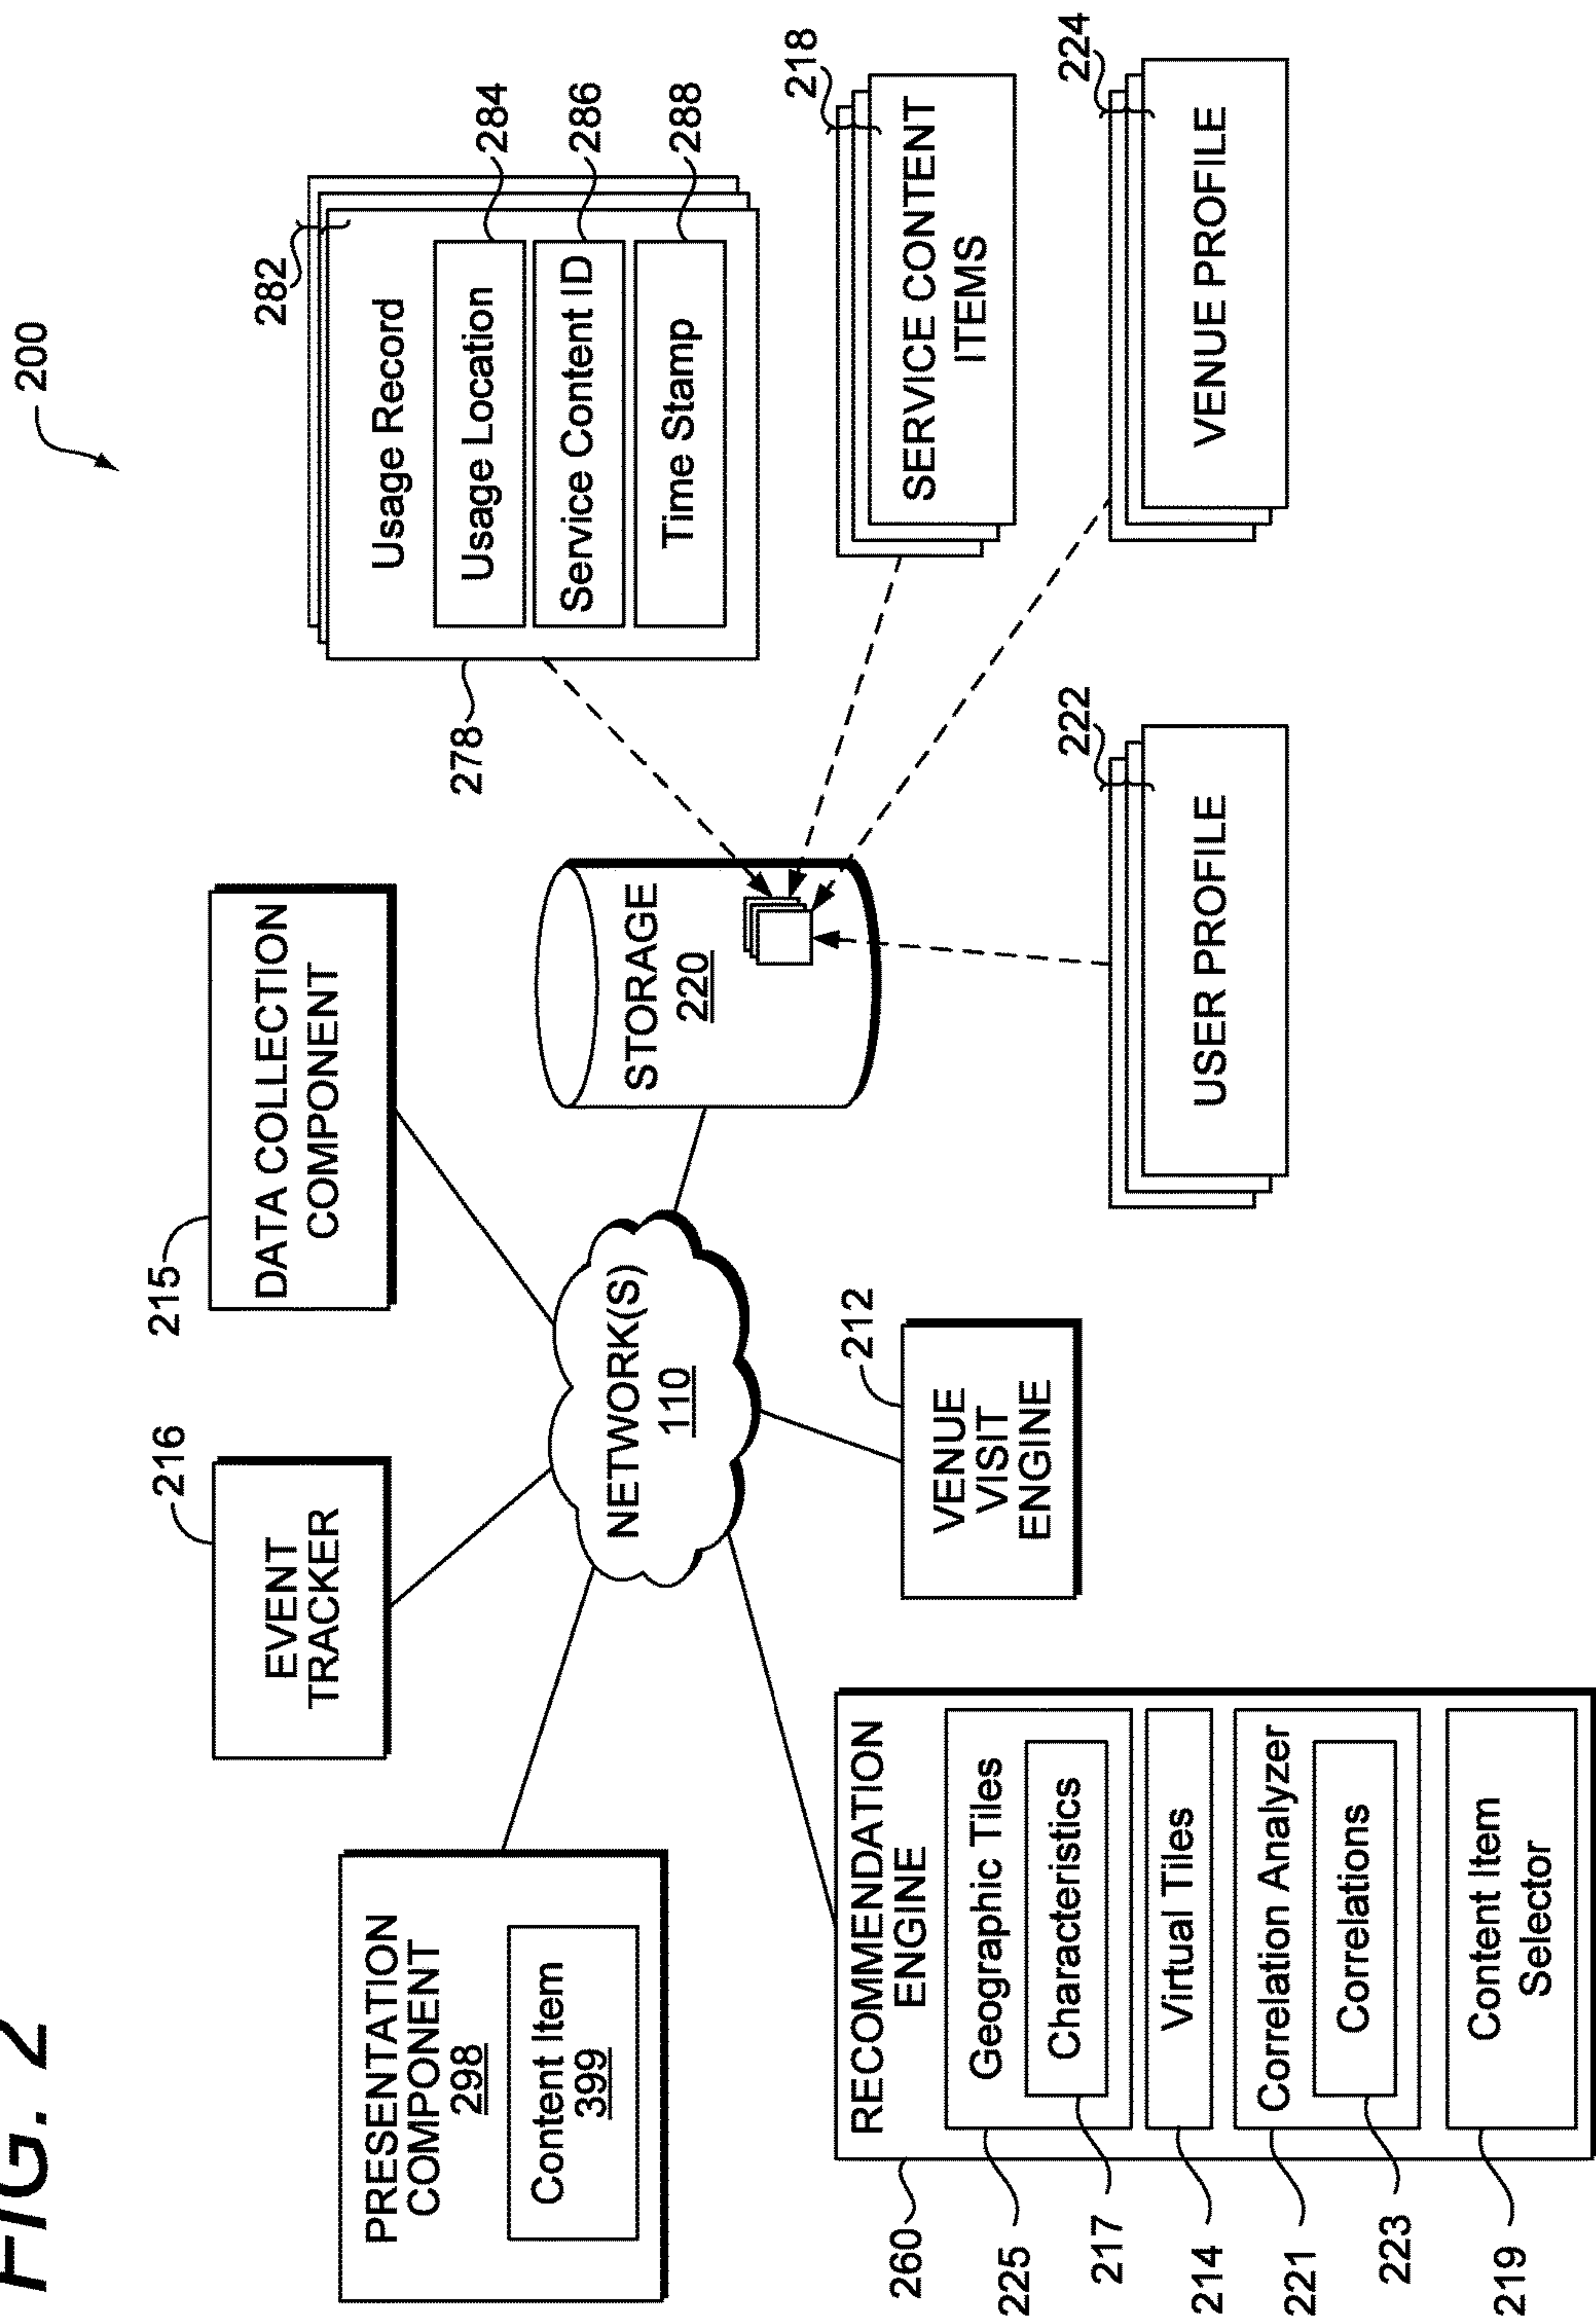 FIG. 2
200
PRESENTATION
COMPONENT
298
Content Item
399
216
EVENT
TRACKER
215
DATA COLLECTION
COMPONENT
NETWORK(S)
110
STORAGE
220
278
282
Usage Record
Usage Location
284
Service Content ID
286
Time Stamp
288
218
SERVICE CONTENT
ITEMS
224
VENUE PROFILE
222
USER PROFILE
212
VENUE
VISIT
ENGINE
260
RECOMMENDATION
ENGINE
225
Geographic Tiles
217
Characteristics
214
Virtual Tiles
221
Correlation Analyzer
223
Correlations
219
Content Item
Selector